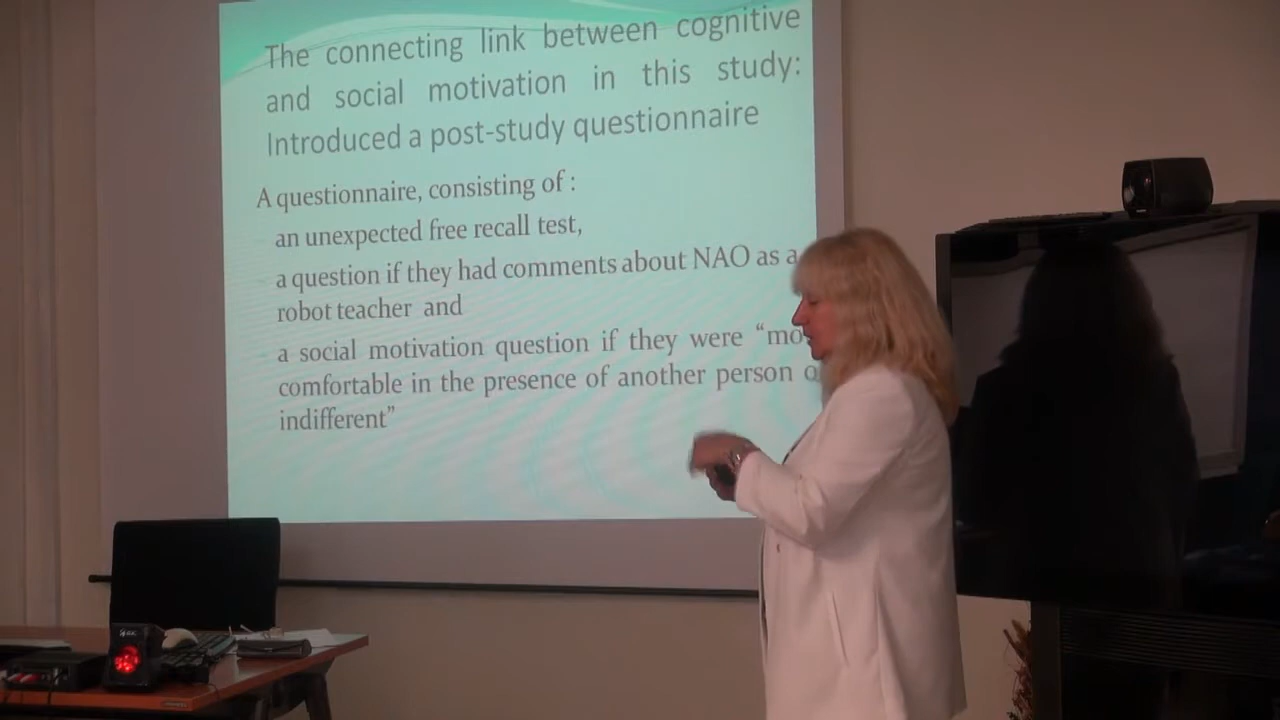 The connecting link between cognitive
and social motivation in this study:
Introduced a post-study questionnaire
A questionnaire, consisting of :
an unexpected free recall test,
a question if they had comments about NAO as a
robot teacher and
a social motivation question if they were “mo
comfortable in the presence of another person o
indifferent”